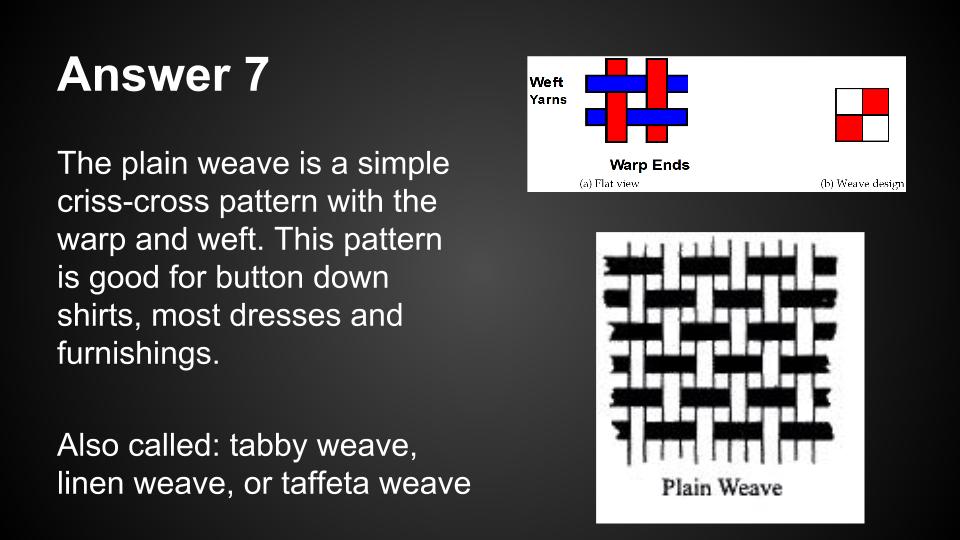 Answer 7
The plain weave is a simple
criss-cross pattern with the
warp and weft. This pattern
is good for button down
shirts, most dresses and
furnishings.
Also called: tabby weave,
linen weave, or taffeta weave
Weft
Yarns
Warp Ends
(a) Flat view
(b) Weave design
Plain Weave